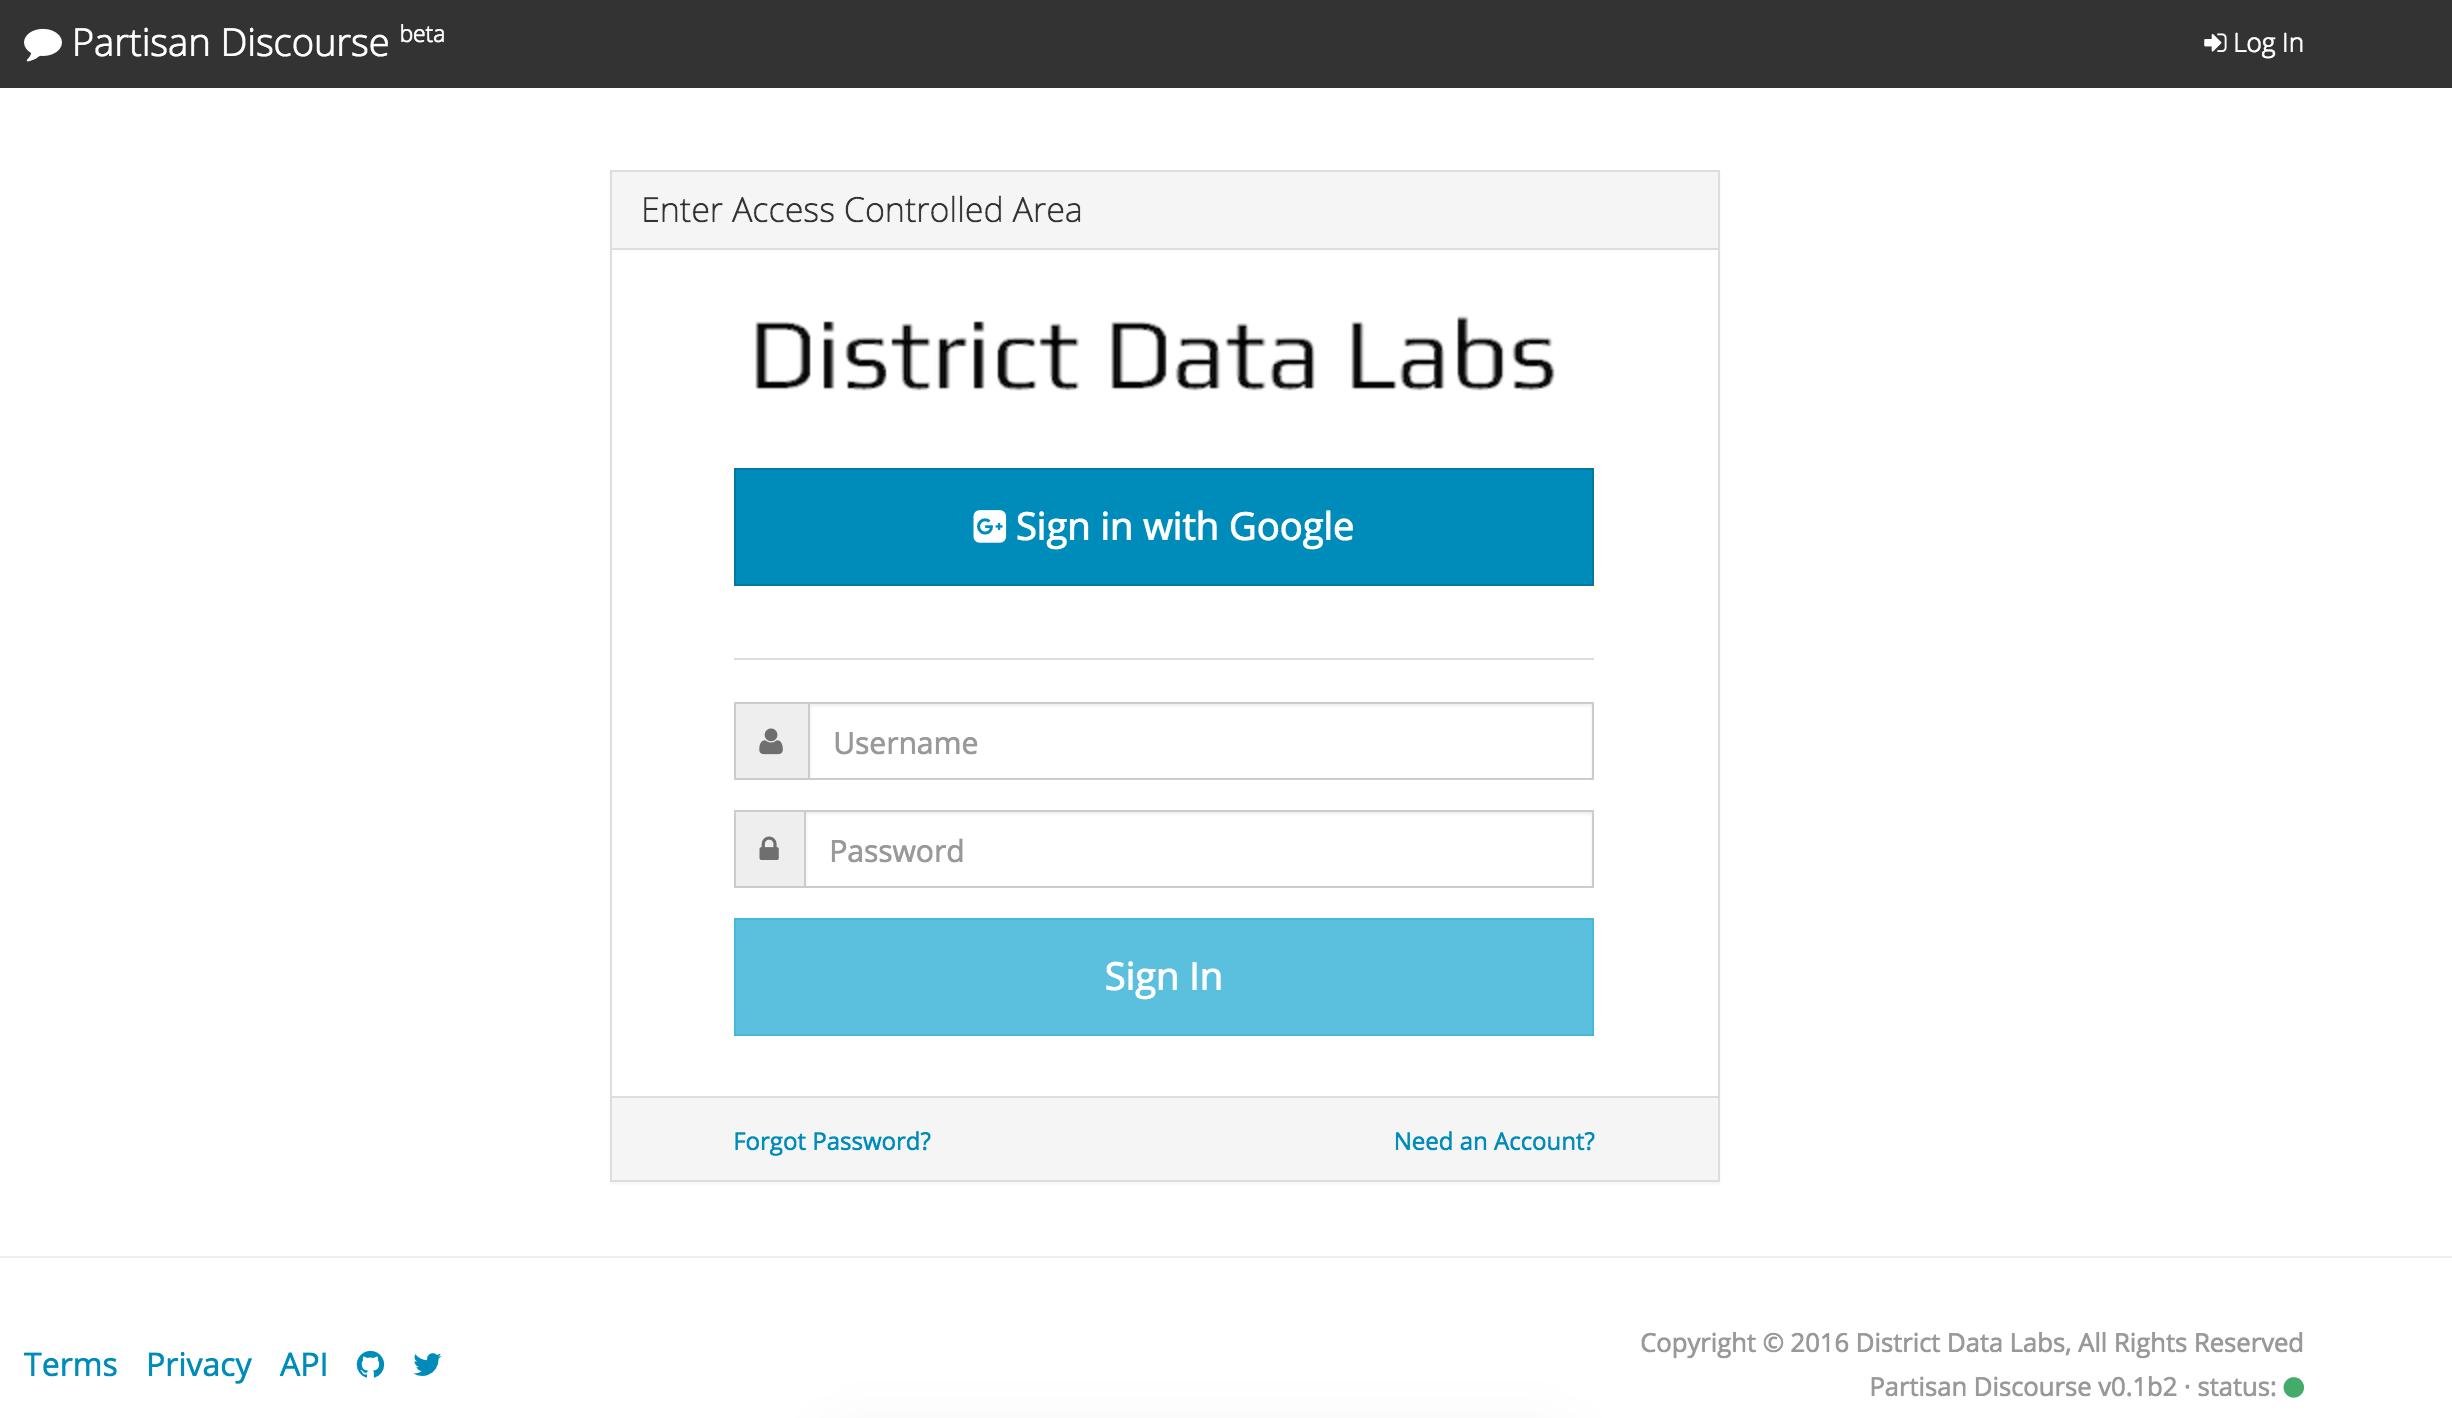 Partisan Discourse beta
Log In
Enter Access Controlled Area
District Data Labs
G+ Sign in with Google
Username
Password
Sign In
Forgot Password? Need an Account?
Terms Privacy API
Copyright © 2016 District Data Labs, All Rights Reserved
Partisan Discourse v0.1b2 · status: